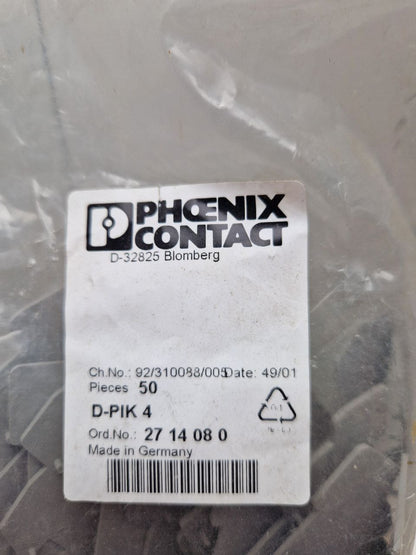 PHŒNIX
CONTACT
D-32825 Blomberg
Ch.No.: 92/310088/005 Date: 49/01
Pieces 50
D-PIK 4
Ord.No.: 27 14 08 0
Made in Germany